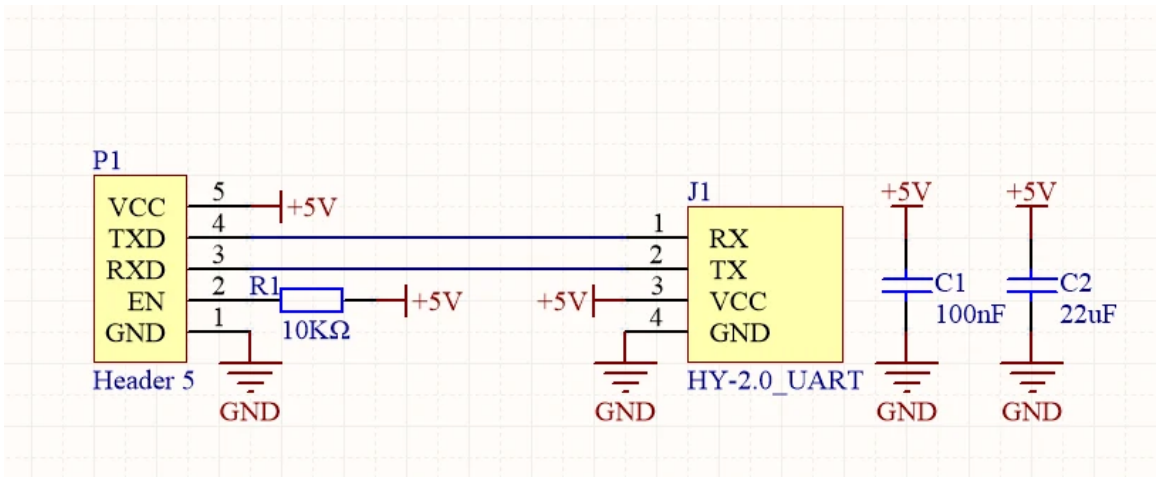 P1
VCC 5 +5V
TXD 4
RXD 3
EN 2 R1 10KΩ +5V
GND 1
Header 5
GND
J1
1 RX
2 TX
+5V 3 VCC
4 GND
HY-2.0_UART
GND
+5V
C1
100nF
GND
+5V
C2
22uF
GND